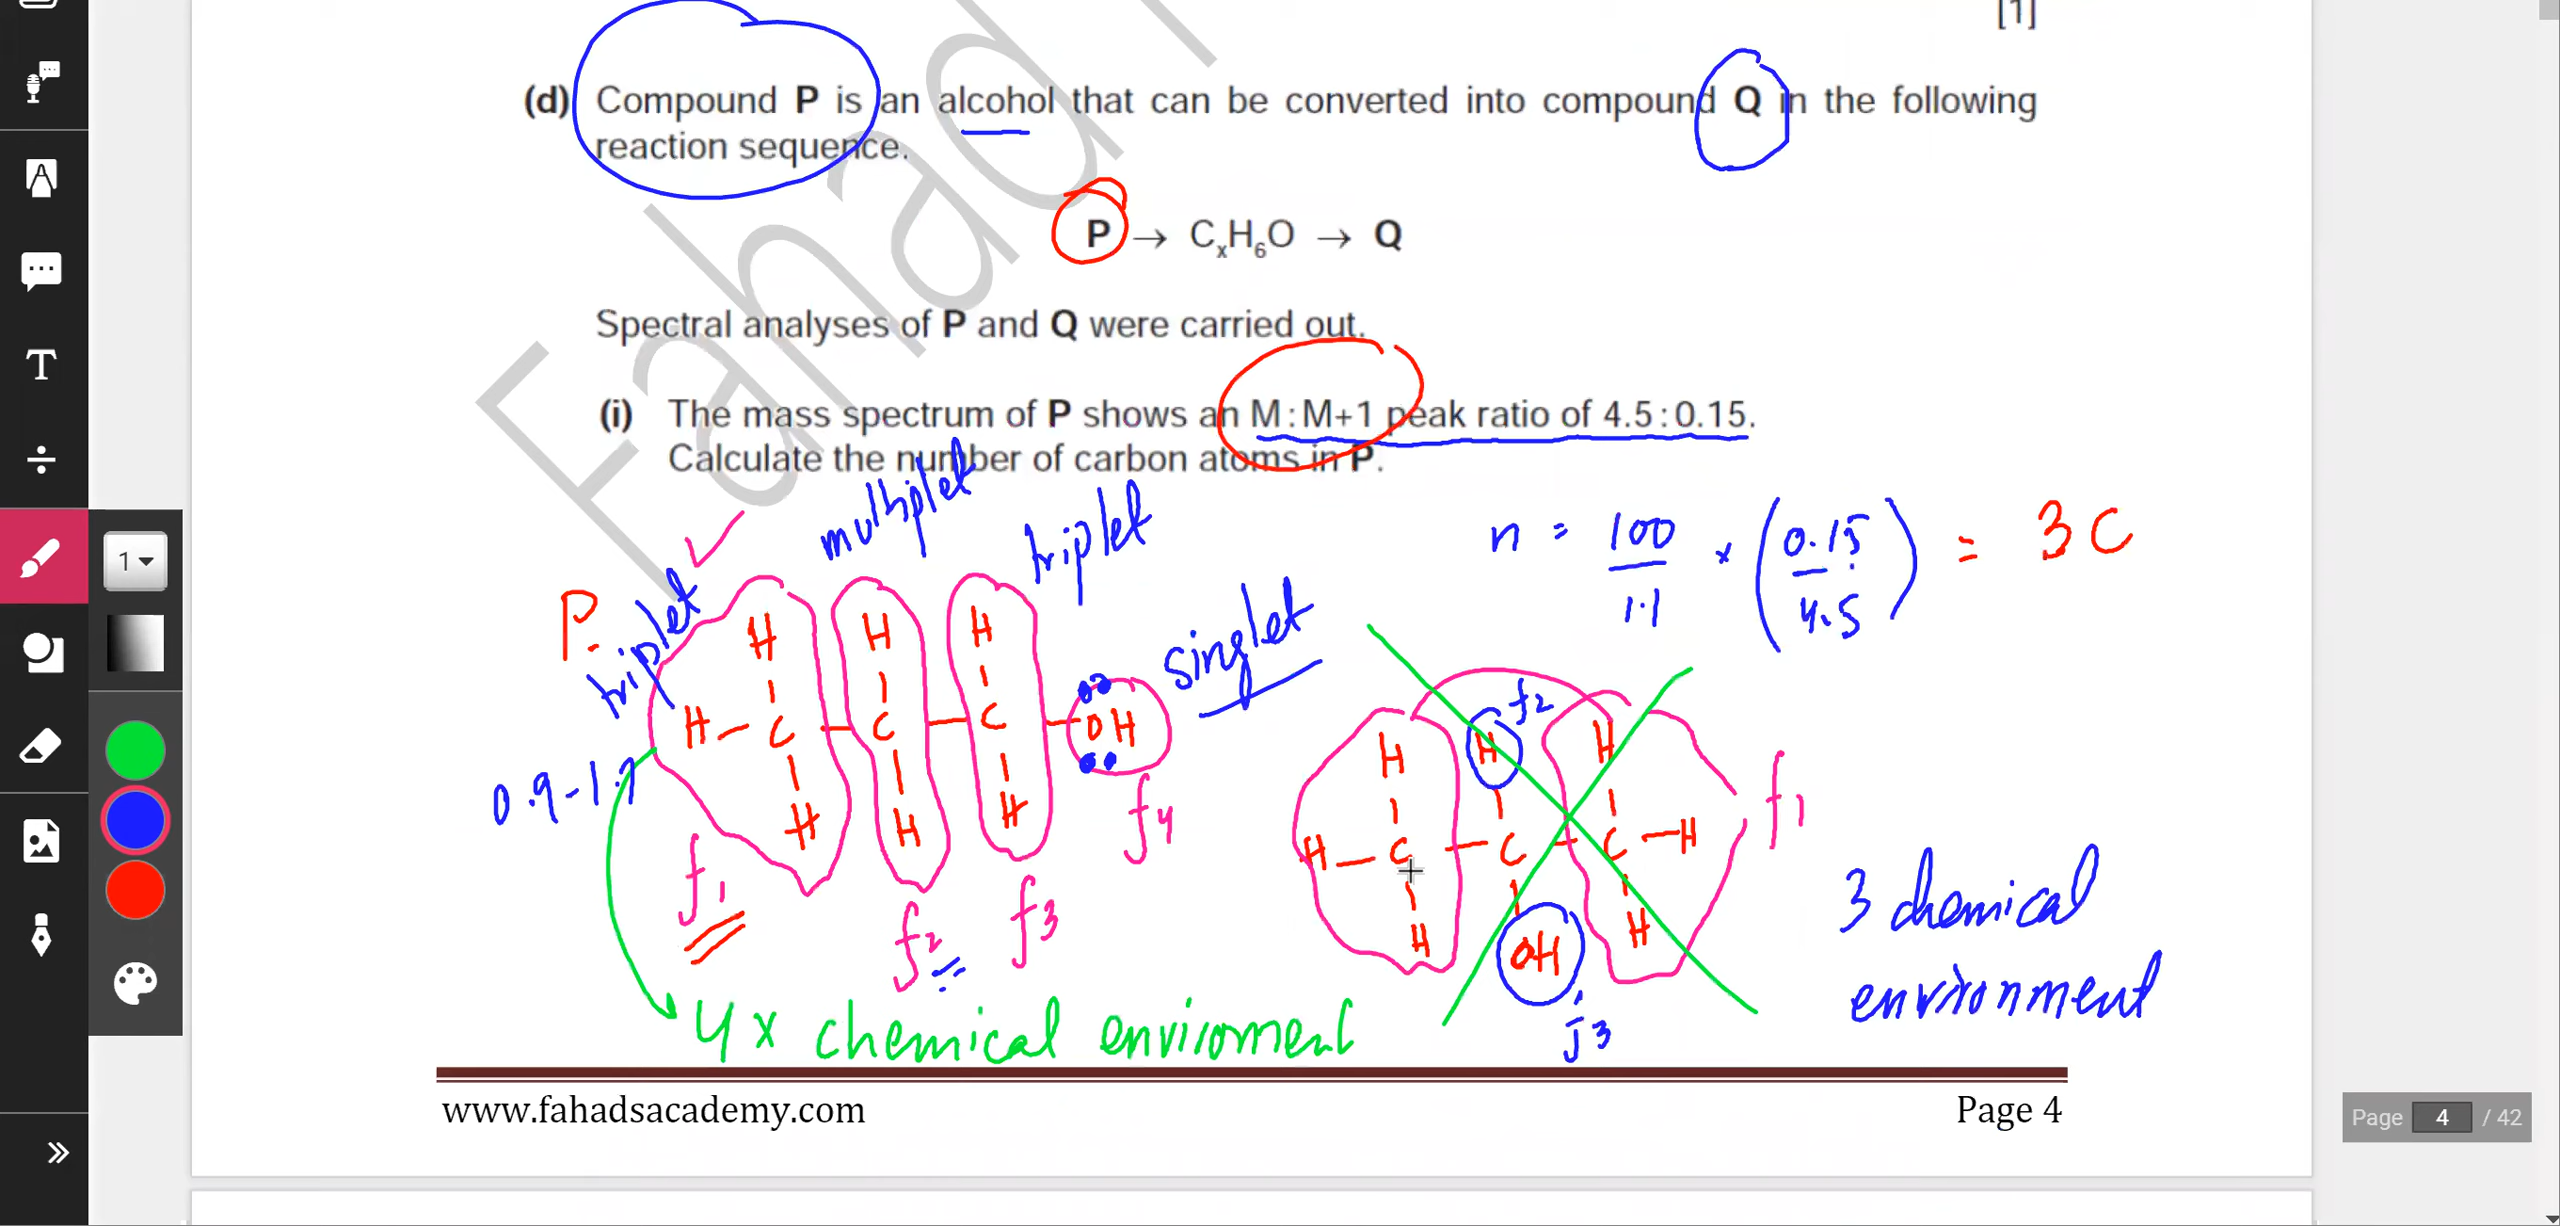 [1]
(d) Compound P is an alcohol that can be converted into compound Q in the following
reaction sequence.
P → CxH6O → Q
Spectral analyses of P and Q were carried out.
(i) The mass spectrum of P shows an M : M+1 peak ratio of 4.5 : 0.15.
Calculate the number of carbon atoms in P.
multiplet
triplet
n = 100/1.1 × (0.15/4.5) = 3 C
P.
triplet
singlet
H H H
H – C – C – C – OH
H H H
0.9 - 1.7
f1
f2
f3
f4
f2
H H H
H – C – C – C – H
H OH H
f1
f3
3 chemical
environment
4 x chemical enviroment
www.fahadsacademy.com
Page 4
Fahad
T
1
Page 4 / 42